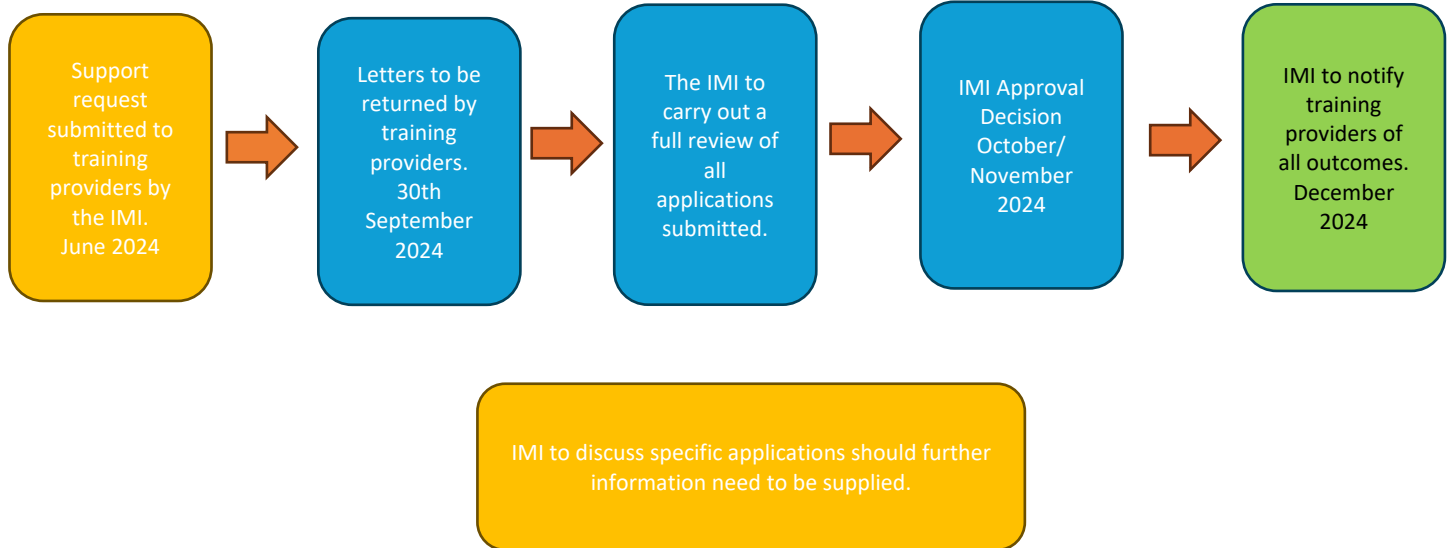 Support
request
submitted to
training
providers by
the IMI.
June 2024
Letters to be
returned by
training
providers.
30th
September
2024
The IMI to
carry out a
full review of
all
applications
submitted.
IMI Approval
Decision
October/
November
2024
IMI to notify
training
providers of
all outcomes.
December
2024
IMI to discuss specific applications should further
information need to be supplied.